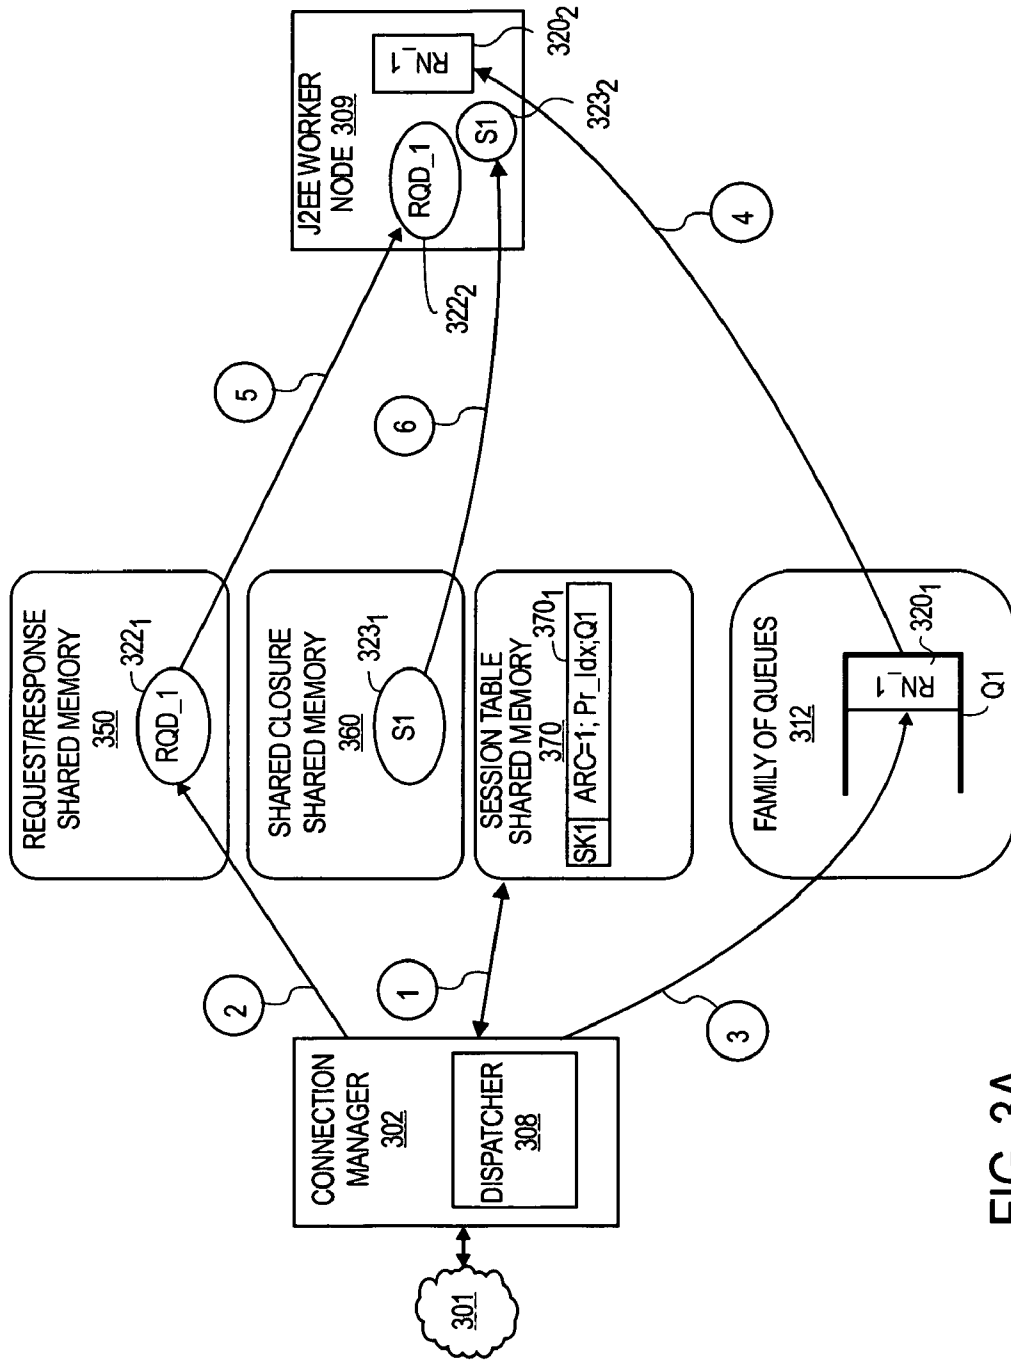 301
CONNECTION
MANAGER
302
DISPATCHER
308
2
1
3
REQUEST/RESPONSE
SHARED MEMORY
350
322₁
RQD_1
SHARED CLOSURE
SHARED MEMORY
360
323₁
S1
SESSION TABLE
SHARED MEMORY
370
370₁
SK1 ARC=1; Pr_Idx;Q1
FAMILY OF QUEUES
312
RN_1
320₁
Q1
5
6
4
J2EE WORKER
NODE 309
RQD_1
RN_1
S1
322₂
323₂
320₂
FIG. 3A